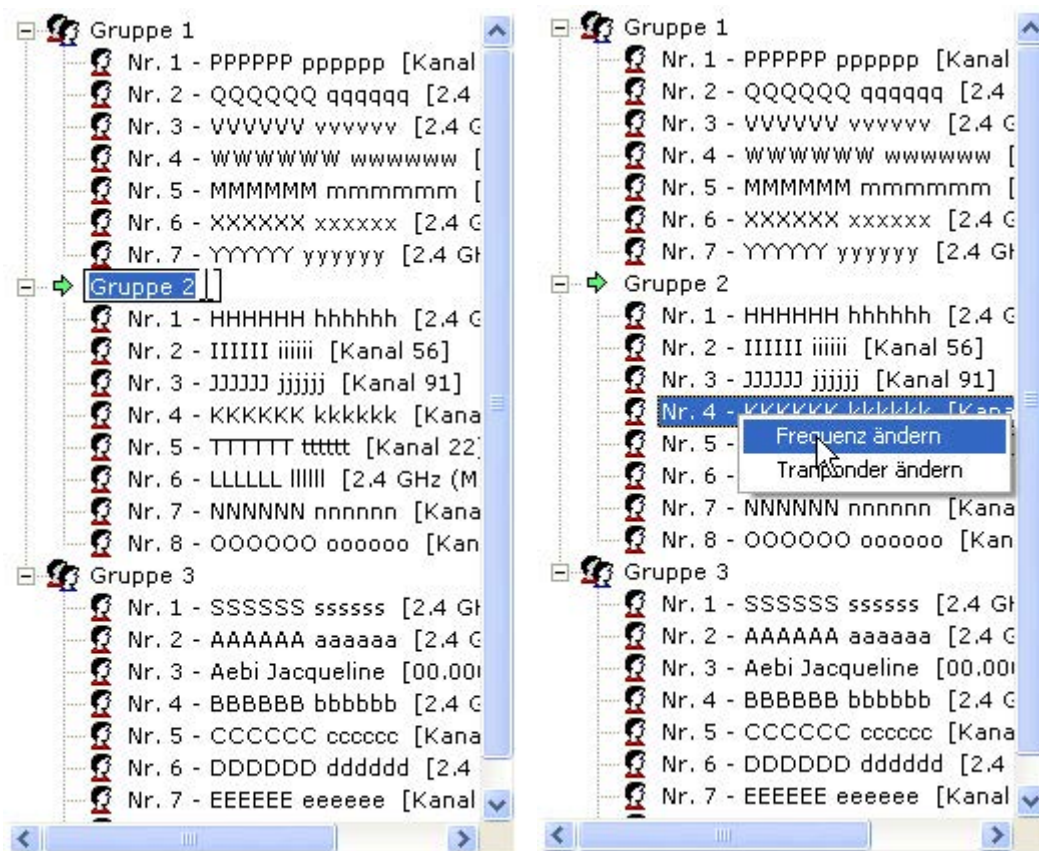 Gruppe 1
Nr. 1 - PPPPPP pppppp [Kanal
Nr. 2 - QQQQQQ qqqqqq [2.4
Nr. 3 - VVVVVV vvvvvv [2.4 G
Nr. 4 - WWWWWW wwwwww [
Nr. 5 - MMMMMM mmmmmm [
Nr. 6 - XXXXXX xxxxxx [2.4 G
Nr. 7 - YYYYYY yyyyyy [2.4 GH
Gruppe 2
Nr. 1 - HHHHHH hhhhhh [2.4 G
Nr. 2 - IIIIII iiiiii [Kanal 56]
Nr. 3 - JJJJJJ jjjjjj [Kanal 91]
Nr. 4 - KKKKKK kkkkkk [Kana
Nr. 5 - TTTTTT tttttt [Kanal 22]
Nr. 6 - LLLLLL llllll [2.4 GHz (M
Nr. 7 - NNNNNN nnnnnn [Kana
Nr. 8 - OOOOOO oooooo [Kan
Gruppe 3
Nr. 1 - SSSSSS ssssss [2.4 GH
Nr. 2 - AAAAAA aaaaaa [2.4 G
Nr. 3 - Aebi Jacqueline [00.00
Nr. 4 - BBBBBB bbbbbb [2.4 G
Nr. 5 - CCCCCC cccccc [Kana
Nr. 6 - DDDDDD dddddd [2.4
Nr. 7 - EEEEEE eeeeee [Kanal
Gruppe 1
Nr. 1 - PPPPPP pppppp [Kanal
Nr. 2 - QQQQQQ qqqqqq [2.4
Nr. 3 - VVVVVV vvvvvv [2.4 G
Nr. 4 - WWWWWW wwwwww [
Nr. 5 - MMMMMM mmmmmm [
Nr. 6 - XXXXXX xxxxxx [2.4 G
Nr. 7 - YYYYYY yyyyyy [2.4 GH
Gruppe 2
Nr. 1 - HHHHHH hhhhhh [2.4 G
Nr. 2 - IIIIII iiiiii [Kanal 56]
Nr. 3 - JJJJJJ jjjjjj [Kanal 91]
Nr. 4 - KKKKKK kkkkkk [Kana
Frequenz ändern
Nr. 5 -
Tranponder ändern
Nr. 6 -
Nr. 7 - NNNNNN nnnnnn [Kana
Nr. 8 - OOOOOO oooooo [Kan
Gruppe 3
Nr. 1 - SSSSSS ssssss [2.4 GH
Nr. 2 - AAAAAA aaaaaa [2.4 G
Nr. 3 - Aebi Jacqueline [00.00
Nr. 4 - BBBBBB bbbbbb [2.4 G
Nr. 5 - CCCCCC cccccc [Kana
Nr. 6 - DDDDDD dddddd [2.4
Nr. 7 - EEEEEE eeeeee [Kanal